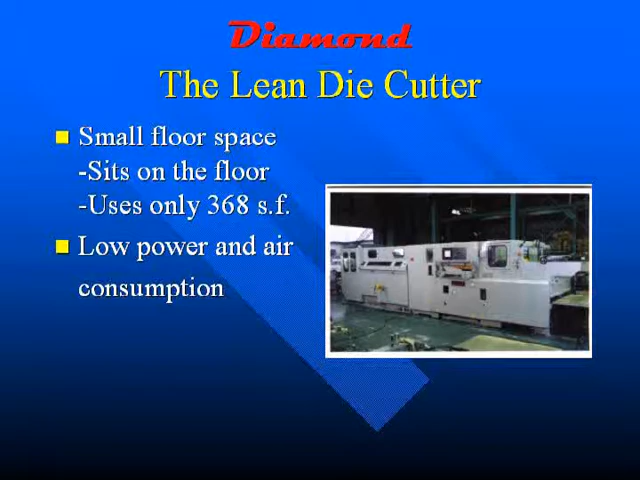 Diamond
The Lean Die Cutter
Small floor space
-Sits on the floor
-Uses only 368 s.f.
Low power and air
consumption